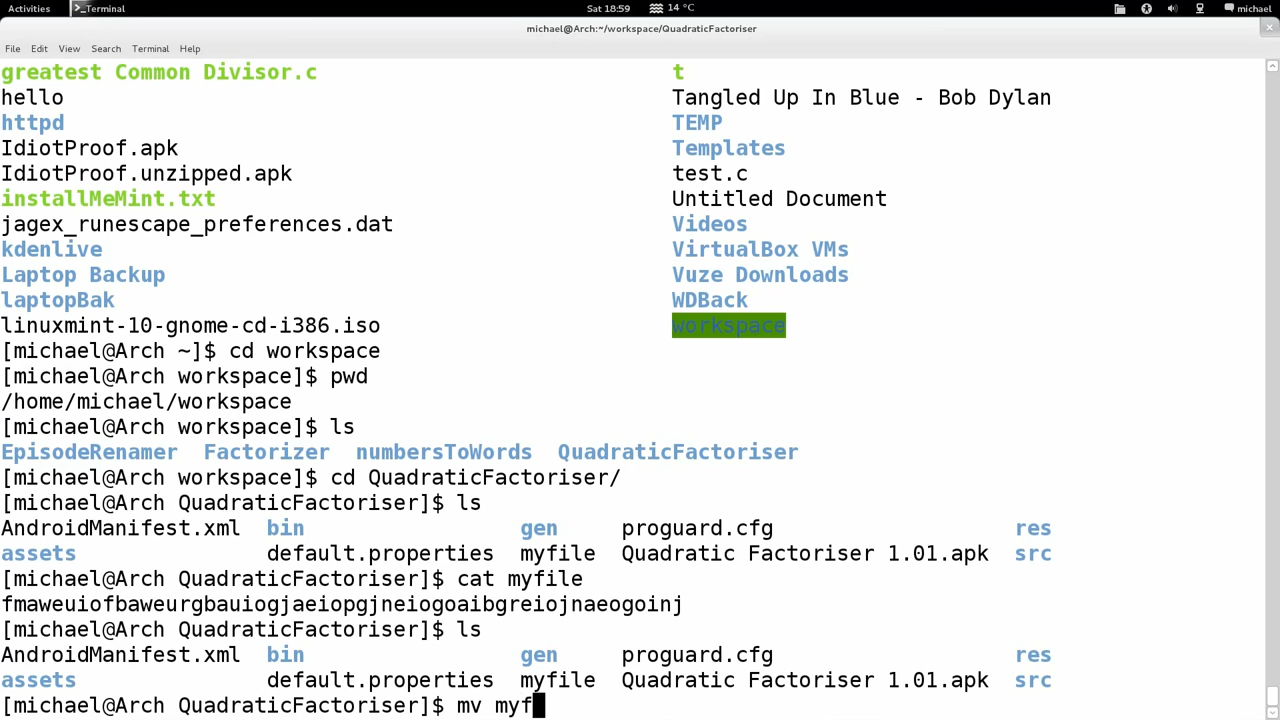 Activities Terminal Sat 18:59 14 °C michael
michael@Arch:~/workspace/QuadraticFactoriser
File Edit View Search Terminal Help
greatest Common Divisor.c t
hello Tangled Up In Blue - Bob Dylan
httpd TEMP
IdiotProof.apk Templates
IdiotProof.unzipped.apk test.c
installMeMint.txt Untitled Document
jagex_runescape_preferences.dat Videos
kdenlive VirtualBox VMs
Laptop Backup Vuze Downloads
laptopBak WDBack
linuxmint-10-gnome-cd-i386.iso workspace
[michael@Arch ~]$ cd workspace
[michael@Arch workspace]$ pwd
/home/michael/workspace
[michael@Arch workspace]$ ls
EpisodeRenamer Factorizer numbersToWords QuadraticFactoriser
[michael@Arch workspace]$ cd QuadraticFactoriser/
[michael@Arch QuadraticFactoriser]$ ls
AndroidManifest.xml bin gen proguard.cfg res
assets default.properties myfile Quadratic Factoriser 1.01.apk src
[michael@Arch QuadraticFactoriser]$ cat myfile
fmaweuiofbaweurgbauiogjaeiopgjneiogoaibgreiojnaeogoinj
[michael@Arch QuadraticFactoriser]$ ls
AndroidManifest.xml bin gen proguard.cfg res
assets default.properties myfile Quadratic Factoriser 1.01.apk src
[michael@Arch QuadraticFactoriser]$ mv myf